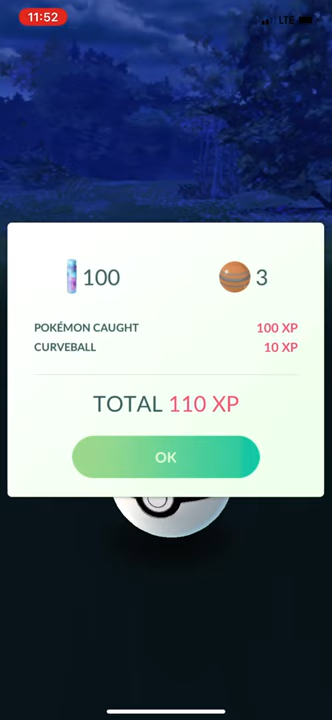 11:52
LTE
100
3
POKÉMON CAUGHT 100 XP
CURVEBALL 10 XP
TOTAL 110 XP
OK